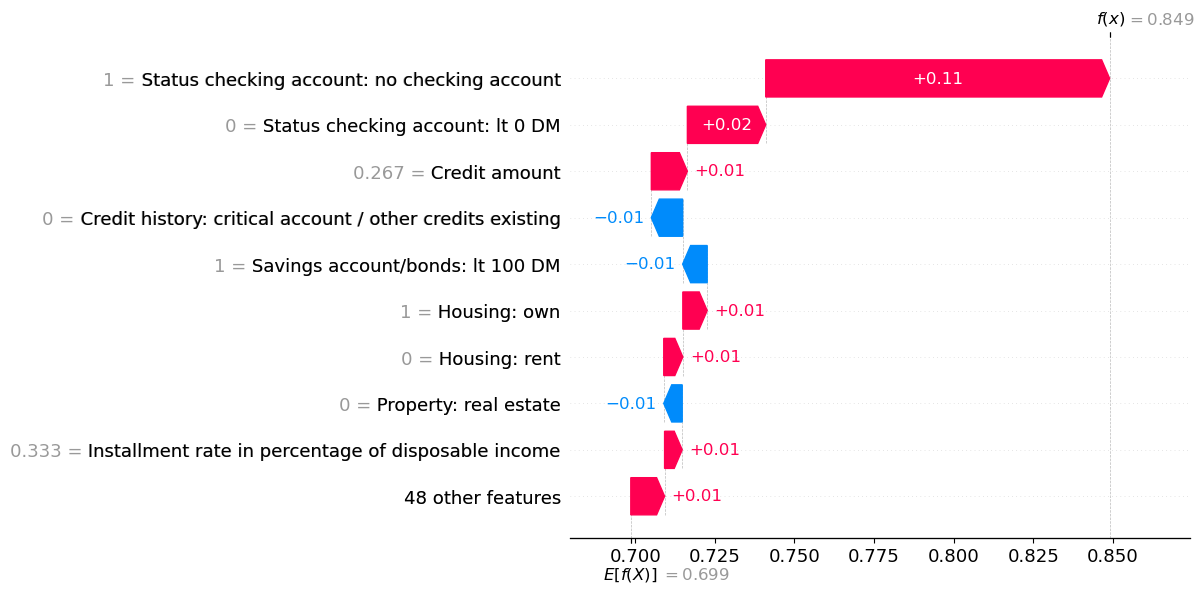 f(x) = 0.849
1 = Status checking account: no checking account
+0.11
0 = Status checking account: lt 0 DM
+0.02
0.267 = Credit amount
+0.01
0 = Credit history: critical account / other credits existing
−0.01
1 = Savings account/bonds: lt 100 DM
−0.01
1 = Housing: own
+0.01
0 = Housing: rent
+0.01
0 = Property: real estate
−0.01
0.333 = Installment rate in percentage of disposable income
+0.01
48 other features
+0.01
0.700 0.725 0.750 0.775 0.800 0.825 0.850
E[f(X)] = 0.699